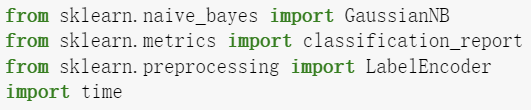 from sklearn.naive_bayes import GaussianNB
from sklearn.metrics import classification_report
from sklearn.preprocessing import LabelEncoder
import time